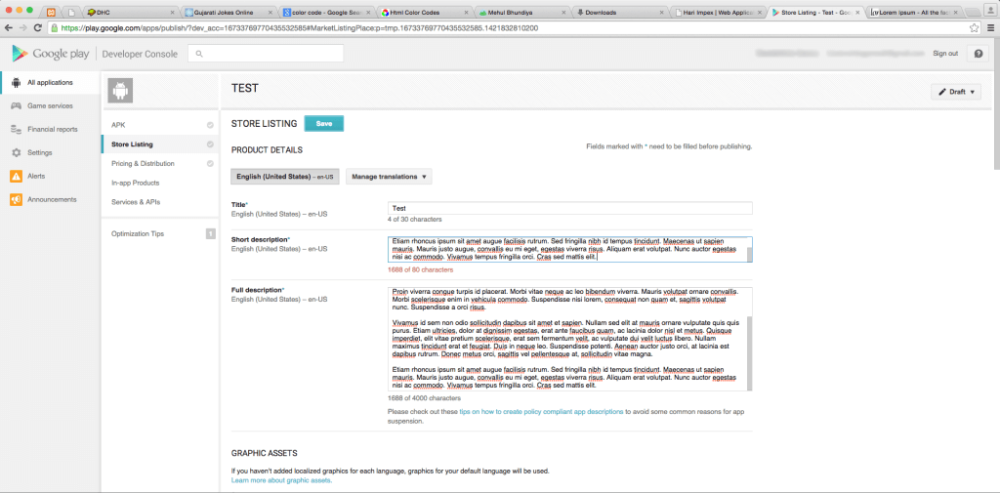 DHC
Gujarati Jokes Online
color code - Google Sea
Html Color Codes
Mehul Bhundiya
Downloads
Hari Impex | Web Applica
Store Listing - Test - Goo
Lorem Ipsum - All the fac
https://play.google.com/apps/publish/?dev_acc=16733769770435532585#MarketListingPlace:p=tmp.16733769770435532585.1421832810200
Google play | Developer Console
Sign out
?
All applications
Game services
Financial reports
Settings
Alerts
Announcements
APK
Store Listing
Pricing & Distribution
In-app Products
Services & APIs
Optimization Tips
1
TEST
Draft
STORE LISTING
Save
PRODUCT DETAILS
Fields marked with * need to be filled before publishing.
English (United States) – en-US
Manage translations
Title*
English (United States) – en-US
Test
4 of 30 characters
Short description*
English (United States) – en-US
Etiam rhoncus ipsum sit amet augue facilisis rutrum. Sed fringilla nibh id tempus tincidunt. Maecenas ut sapien
mauris. Mauris justo augue, convallis eu mi eget, egestas viverra risus. Aliquam erat volutpat. Nunc auctor egestas
nisi ac commodo. Vivamus tempus fringilla orci. Cras sed mattis elit.
1688 of 80 characters
Full description*
English (United States) – en-US
Proin viverra congue turpis id placerat. Morbi vitae neque ac leo bibendum viverra. Mauris volutpat ornare convallis.
Morbi scelerisque enim in vehicula commodo. Suspendisse nisi lorem, consequat non quam et, sagittis volutpat
nunc. Suspendisse a orci risus.
Vivamus id sem non odio sollicitudin dapibus sit amet et sapien. Nullam sed elit at mauris ornare vulputate quis quis
purus. Etiam ultricies, dolor at dignissim egestas, erat ante faucibus quam, ac lacinia dolor nisl et metus. Quisque
imperdiet, elit vitae pretium scelerisque, erat sem fermentum velit, ac vulputate dui velit luctus libero. Nullam
maximus tincidunt erat et feugiat. Duis in neque leo. Suspendisse potenti. Aenean auctor justo orci, at lacinia est
dapibus rutrum. Donec metus orci, sagittis vel pellentesque at, sollicitudin vitae magna.
Etiam rhoncus ipsum sit amet augue facilisis rutrum. Sed fringilla nibh id tempus tincidunt. Maecenas ut sapien
mauris. Mauris justo augue, convallis eu mi eget, egestas viverra risus. Aliquam erat volutpat. Nunc auctor egestas
nisi ac commodo. Vivamus tempus fringilla orci. Cras sed mattis elit.
1688 of 4000 characters
Please check out these tips on how to create policy compliant app descriptions to avoid some common reasons for app
suspension.
GRAPHIC ASSETS
If you haven't added localized graphics for each language, graphics for your default language will be used.
Learn more about graphic assets.